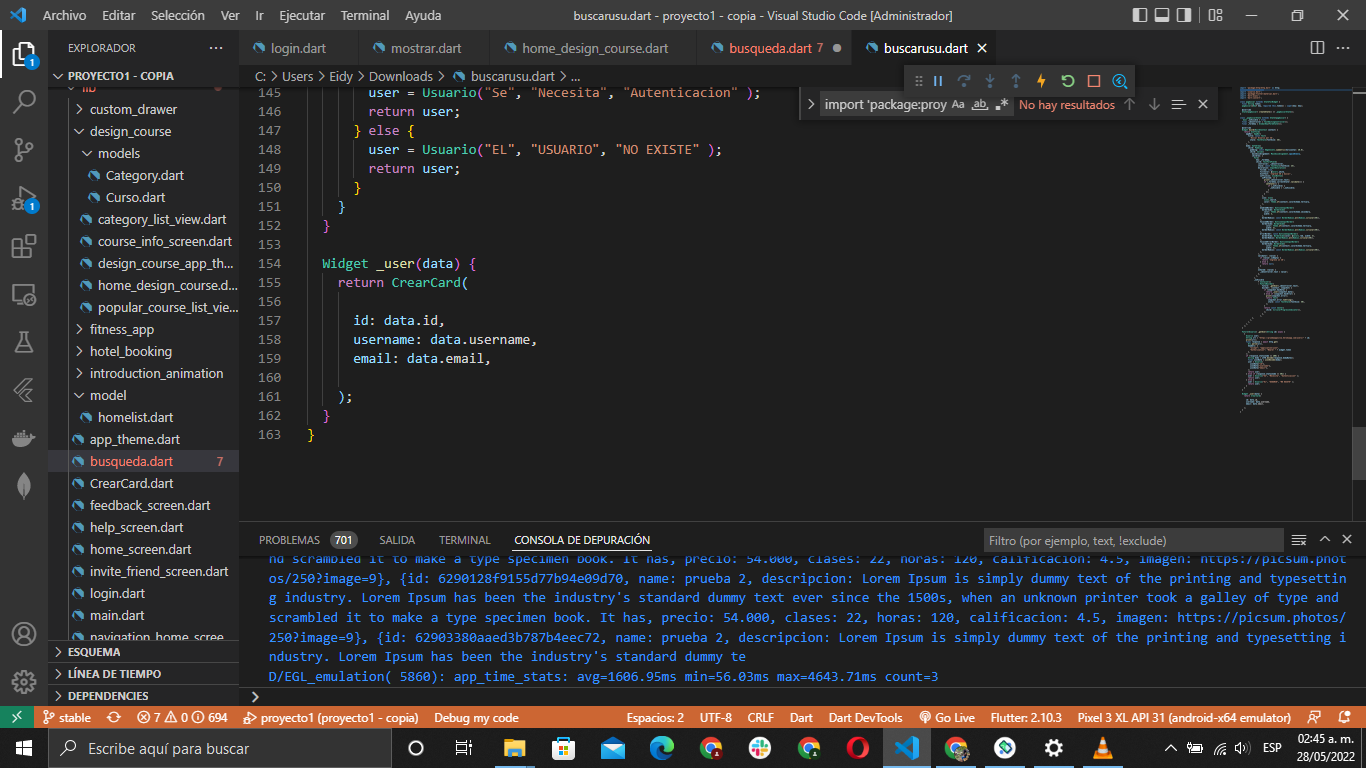 Archivo Editar Selección Ver Ir Ejecutar Terminal Ayuda buscarusu.dart - proyecto1 - copia - Visual Studio Code [Administrador]
EXPLORADOR
login.dart mostrar.dart home_design_course.dart busqueda.dart 7 buscarusu.dart
PROYECTO1 - COPIA
C: > Users > Eidy > Downloads > buscarusu.dart > ...
import 'package:proy Aa ab No hay resultados
lib
custom_drawer
design_course
models
Category.dart
Curso.dart
category_list_view.dart
course_info_screen.dart
design_course_app_th...
home_design_course.d...
popular_course_list_vie...
fitness_app
hotel_booking
introduction_animation
model
homelist.dart
app_theme.dart
busqueda.dart 7
CrearCard.dart
feedback_screen.dart
help_screen.dart
home_screen.dart
invite_friend_screen.dart
login.dart
main.dart
navigation_home_scree
ESQUEMA
LÍNEA DE TIEMPO
DEPENDENCIES
1
1
145 user = Usuario("Se", "Necesita", "Autenticacion" );
146 return user;
147 } else {
148 user = Usuario("EL", "USUARIO", "NO EXISTE" );
149 return user;
150 }
151 }
152 }
153
154 Widget _user(data) {
155 return CrearCard(
156
157 id: data.id,
158 username: data.username,
159 email: data.email,
160
161 );
162 }
163 }
PROBLEMAS 701 SALIDA TERMINAL CONSOLA DE DEPURACIÓN Filtro (por ejemplo, text, !exclude)
nd scrambled it to make a type specimen book. It has, precio: 54.000, clases: 22, horas: 120, calificacion: 4.5, imagen: https://picsum.phot
os/250?image=9}, {id: 6290128f9155d77b94e09d70, name: prueba 2, descripcion: Lorem Ipsum is simply dummy text of the printing and typesettin
g industry. Lorem Ipsum has been the industry's standard dummy text ever since the 1500s, when an unknown printer took a galley of type and
scrambled it to make a type specimen book. It has, precio: 54.000, clases: 22, horas: 120, calificacion: 4.5, imagen: https://picsum.photos/
250?image=9}, {id: 62903380aaed3b787b4eec72, name: prueba 2, descripcion: Lorem Ipsum is simply dummy text of the printing and typesetting i
ndustry. Lorem Ipsum has been the industry's standard dummy te
D/EGL_emulation( 5860): app_time_stats: avg=1606.95ms min=56.03ms max=4643.71ms count=3
stable 7 0 694 proyecto1 (proyecto1 - copia) Debug my code Espacios: 2 UTF-8 CRLF Dart Dart DevTools Go Live Flutter: 2.10.3 Pixel 3 XL API 31 (android-x64 emulator)
Escribe aquí para buscar
ESP
02:45 a. m.
28/05/2022